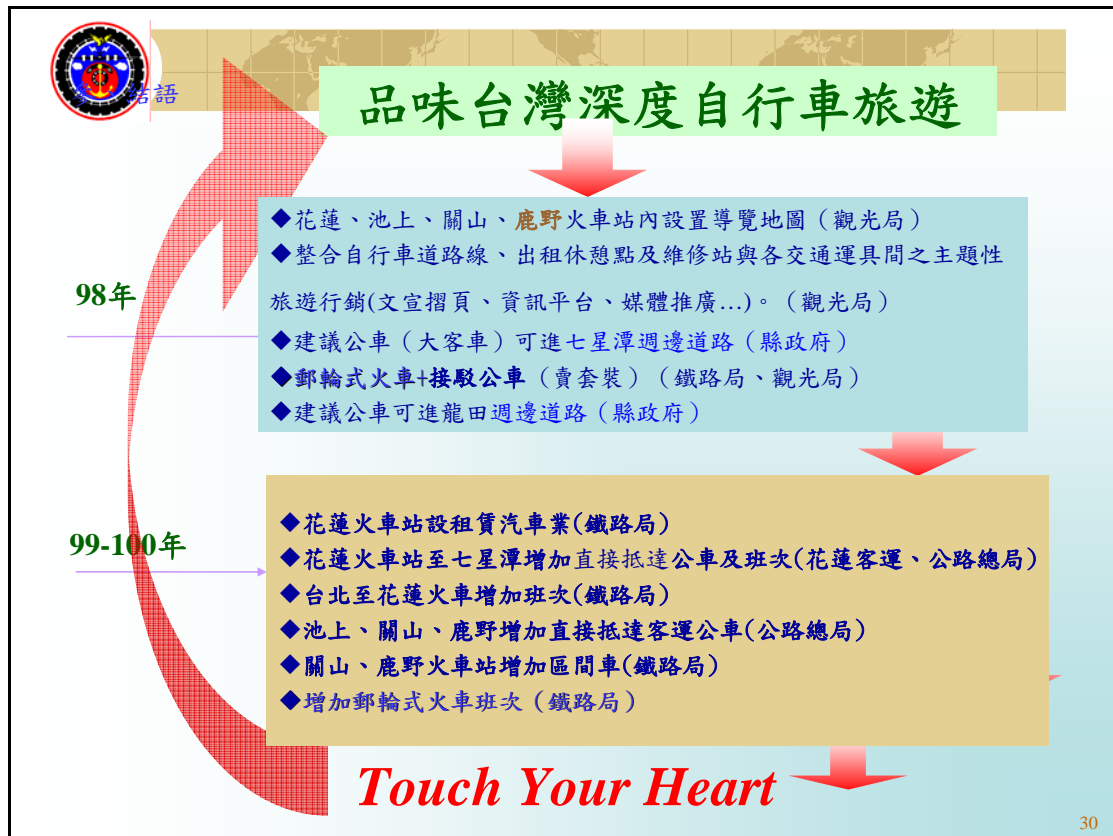 結語
品味台灣深度自行車旅遊
98年
◆花蓮、池上、關山、鹿野火車站內設置導覽地圖（觀光局）
◆整合自行車道路線、出租休憩點及維修站與各交通運具間之主題性
旅遊行銷(文宣摺頁、資訊平台、媒體推廣…)。（觀光局）
◆建議公車（大客車）可進七星潭週邊道路（縣政府）
◆郵輪式火車+接駁公車（賣套裝）（鐵路局、觀光局）
◆建議公車可進龍田週邊道路（縣政府）
99-100年
◆花蓮火車站設租賃汽車業(鐵路局)
◆花蓮火車站至七星潭增加直接抵達公車及班次(花蓮客運、公路總局)
◆台北至花蓮火車增加班次(鐵路局)
◆池上、關山、鹿野增加直接抵達客運公車(公路總局)
◆關山、鹿野火車站增加區間車(鐵路局)
◆增加郵輪式火車班次（鐵路局）
Touch Your Heart
30